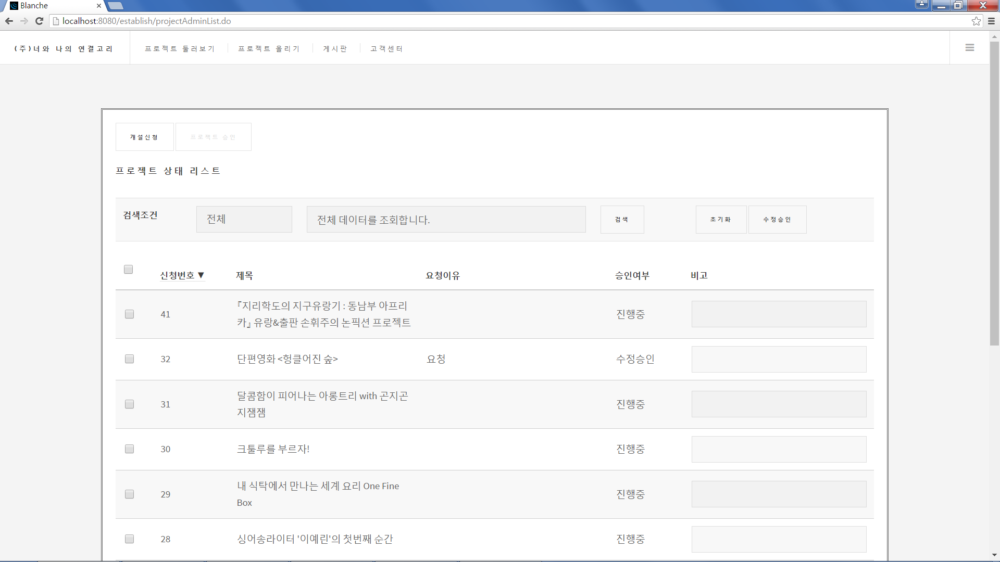 Blanche
localhost:8080/establish/projectAdminList.do
(주)너와 나의 연결고리
프로젝트 둘러보기
프로젝트 올리기
게시판
고객센터
개설신청
프로젝트 승인
프로젝트 상태 리스트
검색조건
전체
전체 데이터를 조회합니다.
검색
초기화
수정승인
신청번호 ▼
제목
요청이유
승인여부
비고
41
『지리학도의 지구유랑기 : 동남부 아프리
카』 유랑&출판 손휘주의 논픽션 프로젝트
진행중
32
단편영화 <헝클어진 숲>
요청
수정승인
31
달콤함이 피어나는 아롱트리 with 곤지곤
지잼잼
진행중
30
크툴루를 부르자!
진행중
29
내 식탁에서 만나는 세계 요리 One Fine
Box
진행중
28
싱어송라이터 '이예린'의 첫번째 순간
진행중